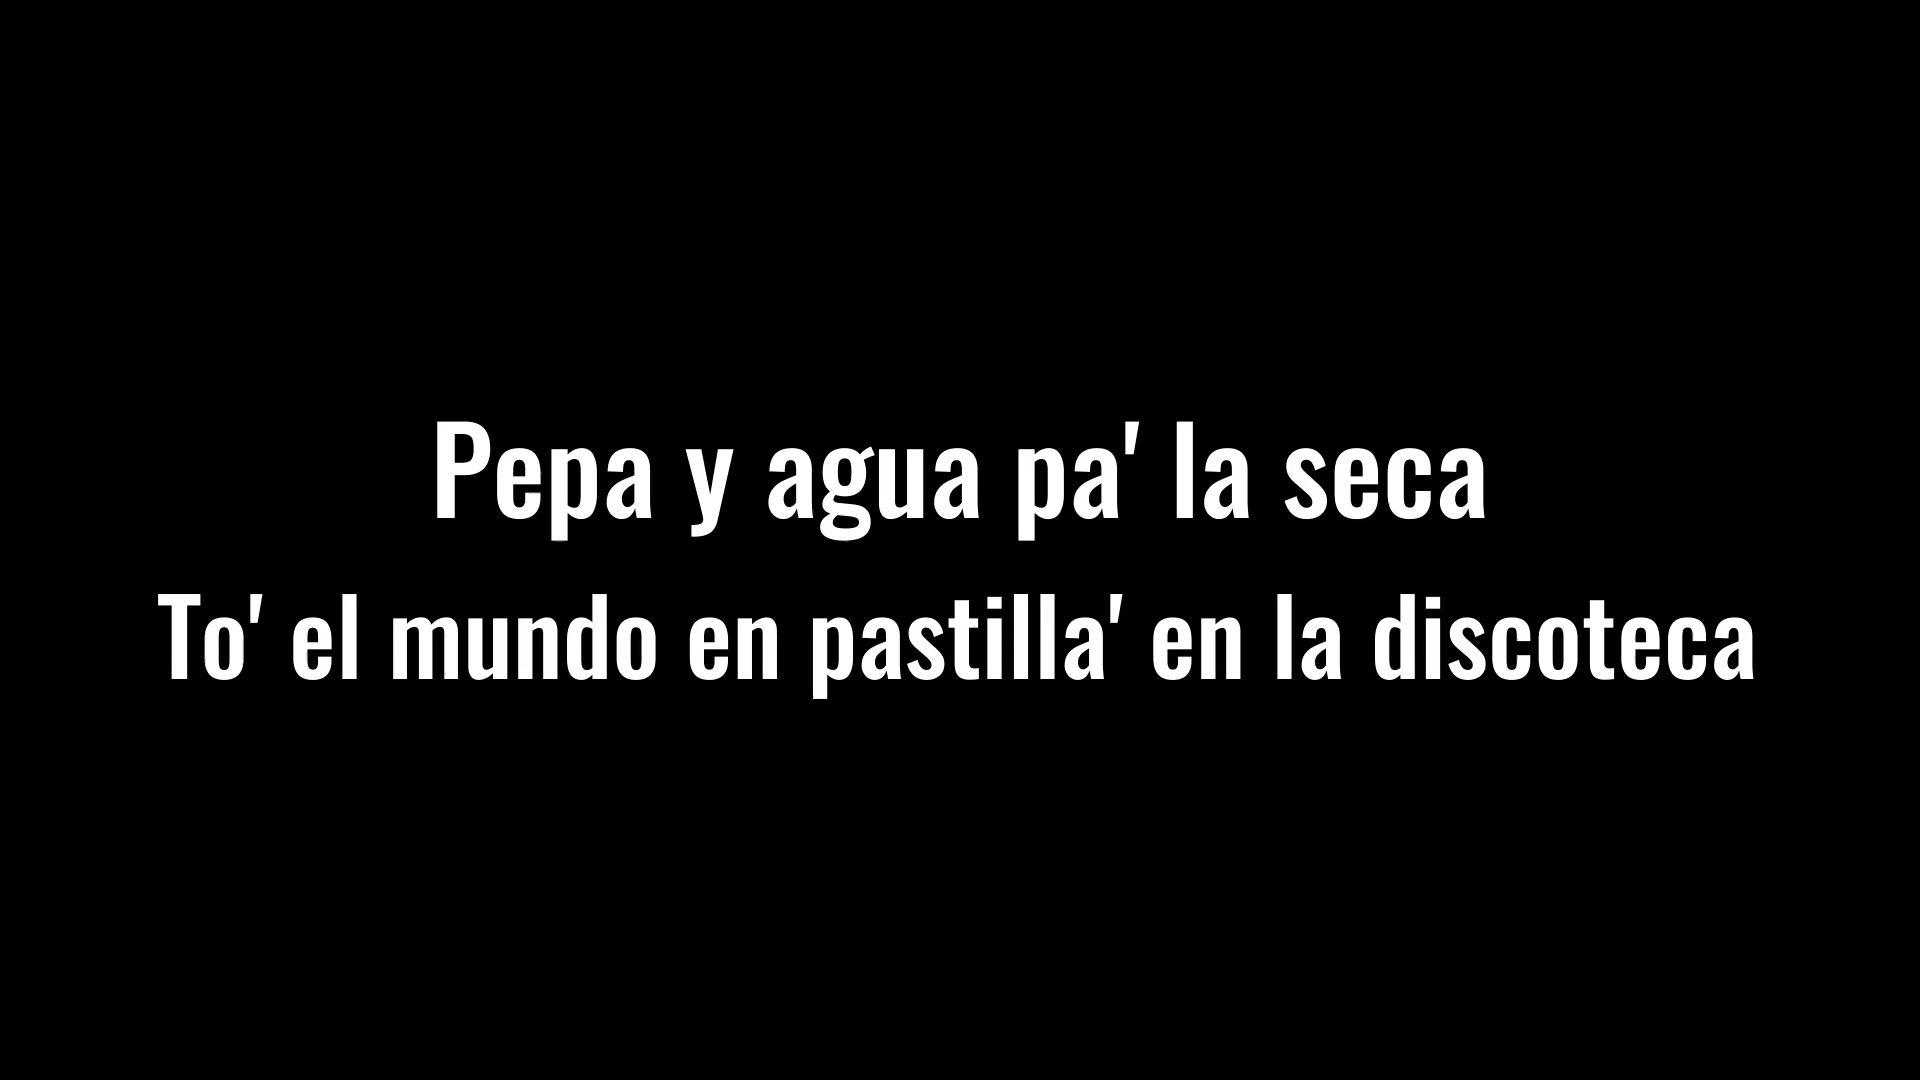 Pepa y agua pa' la seca
To' el mundo en pastilla' en la discoteca